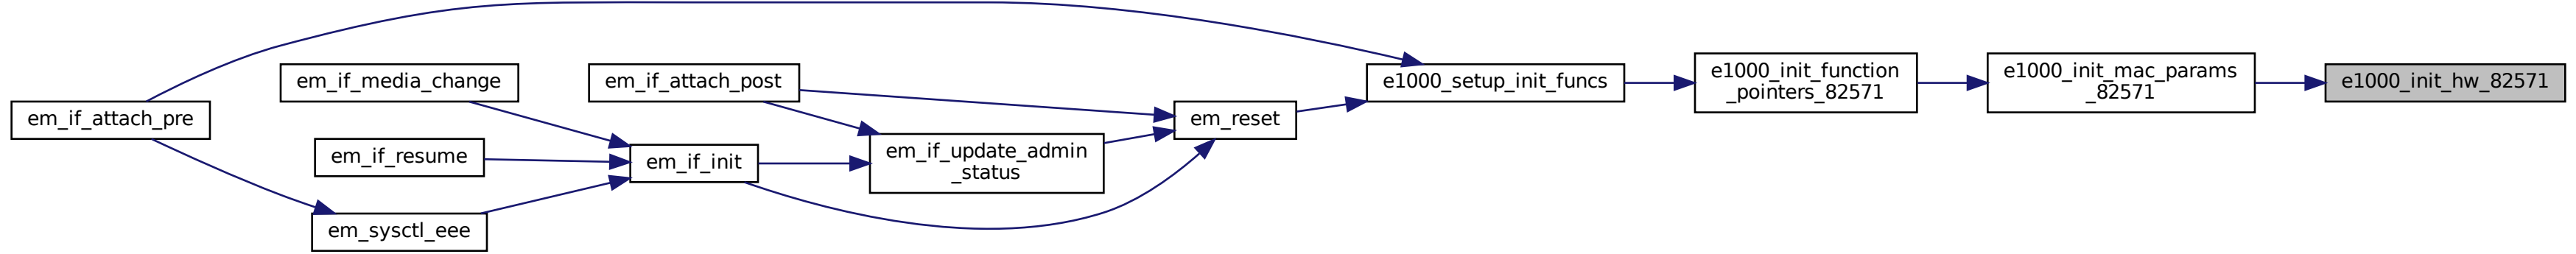 em_if_attach_pre
em_if_media_change
em_if_resume
em_sysctl_eee
em_if_attach_post
em_if_init
em_if_update_admin
_status
em_reset
e1000_setup_init_funcs
e1000_init_function
_pointers_82571
e1000_init_mac_params
_82571
e1000_init_hw_82571